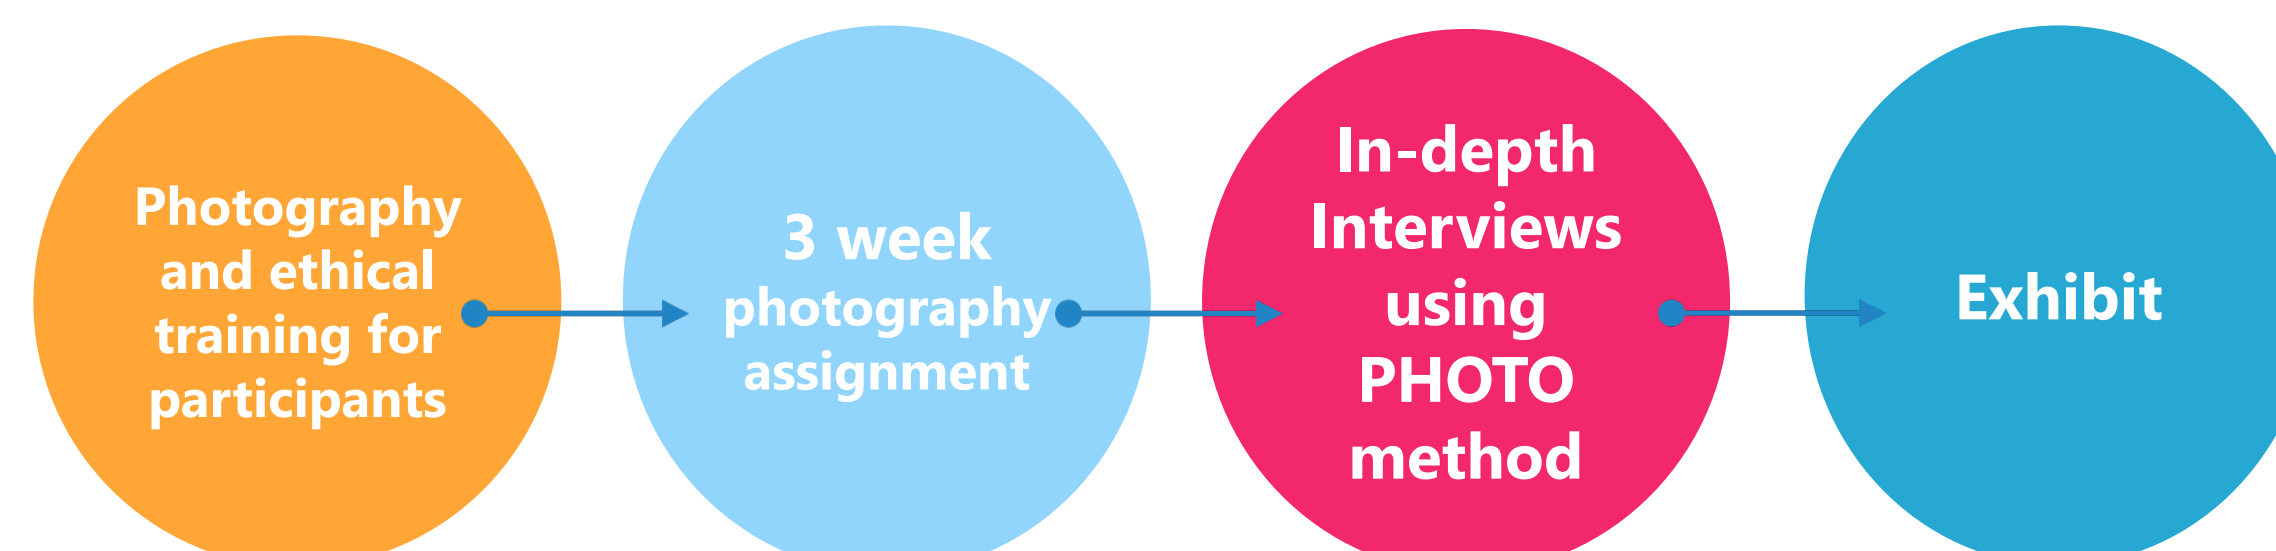 Photography
and ethical
training for
participants
3 week
photography
assignment
In-depth
Interviews
using
PHOTO
method
Exhibit